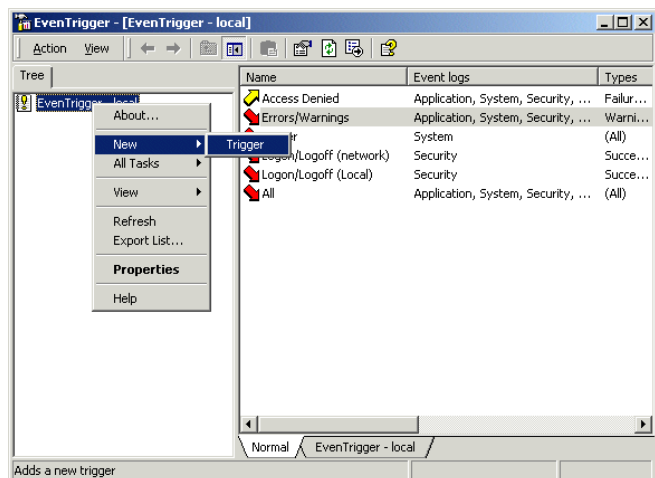 EvenTrigger - [EvenTrigger - local]
Action View
Tree
Name Event logs Types
EvenTrigger - local
Access Denied Application, System, Security, ... Failur...
Errors/Warnings Application, System, Security, ... Warni...
System (All)
Logon/Logoff (network) Security Succe...
Logon/Logoff (Local) Security Succe...
All Application, System, Security, ... (All)
About...
New
Trigger
All Tasks
View
Refresh
Export List...
Properties
Help
Normal EvenTrigger - local
Adds a new trigger